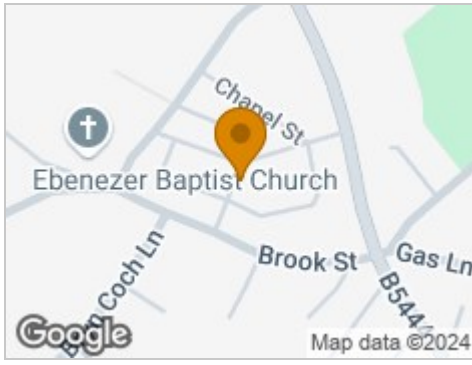 Chapel St
Ebenezer Baptist Church
Brook St
Gas Ln
Coch Ln
Google
Map data ©2024